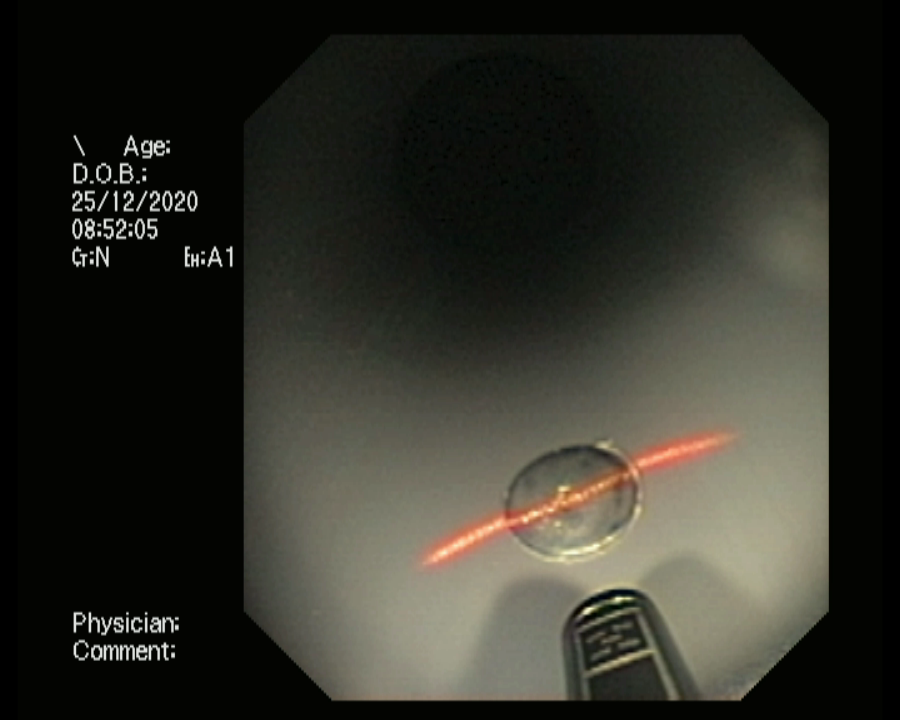 \ Age:
D.O.B.:
25/12/2020
08:52:05
Cr:N EH:A1
Physician:
Comment: